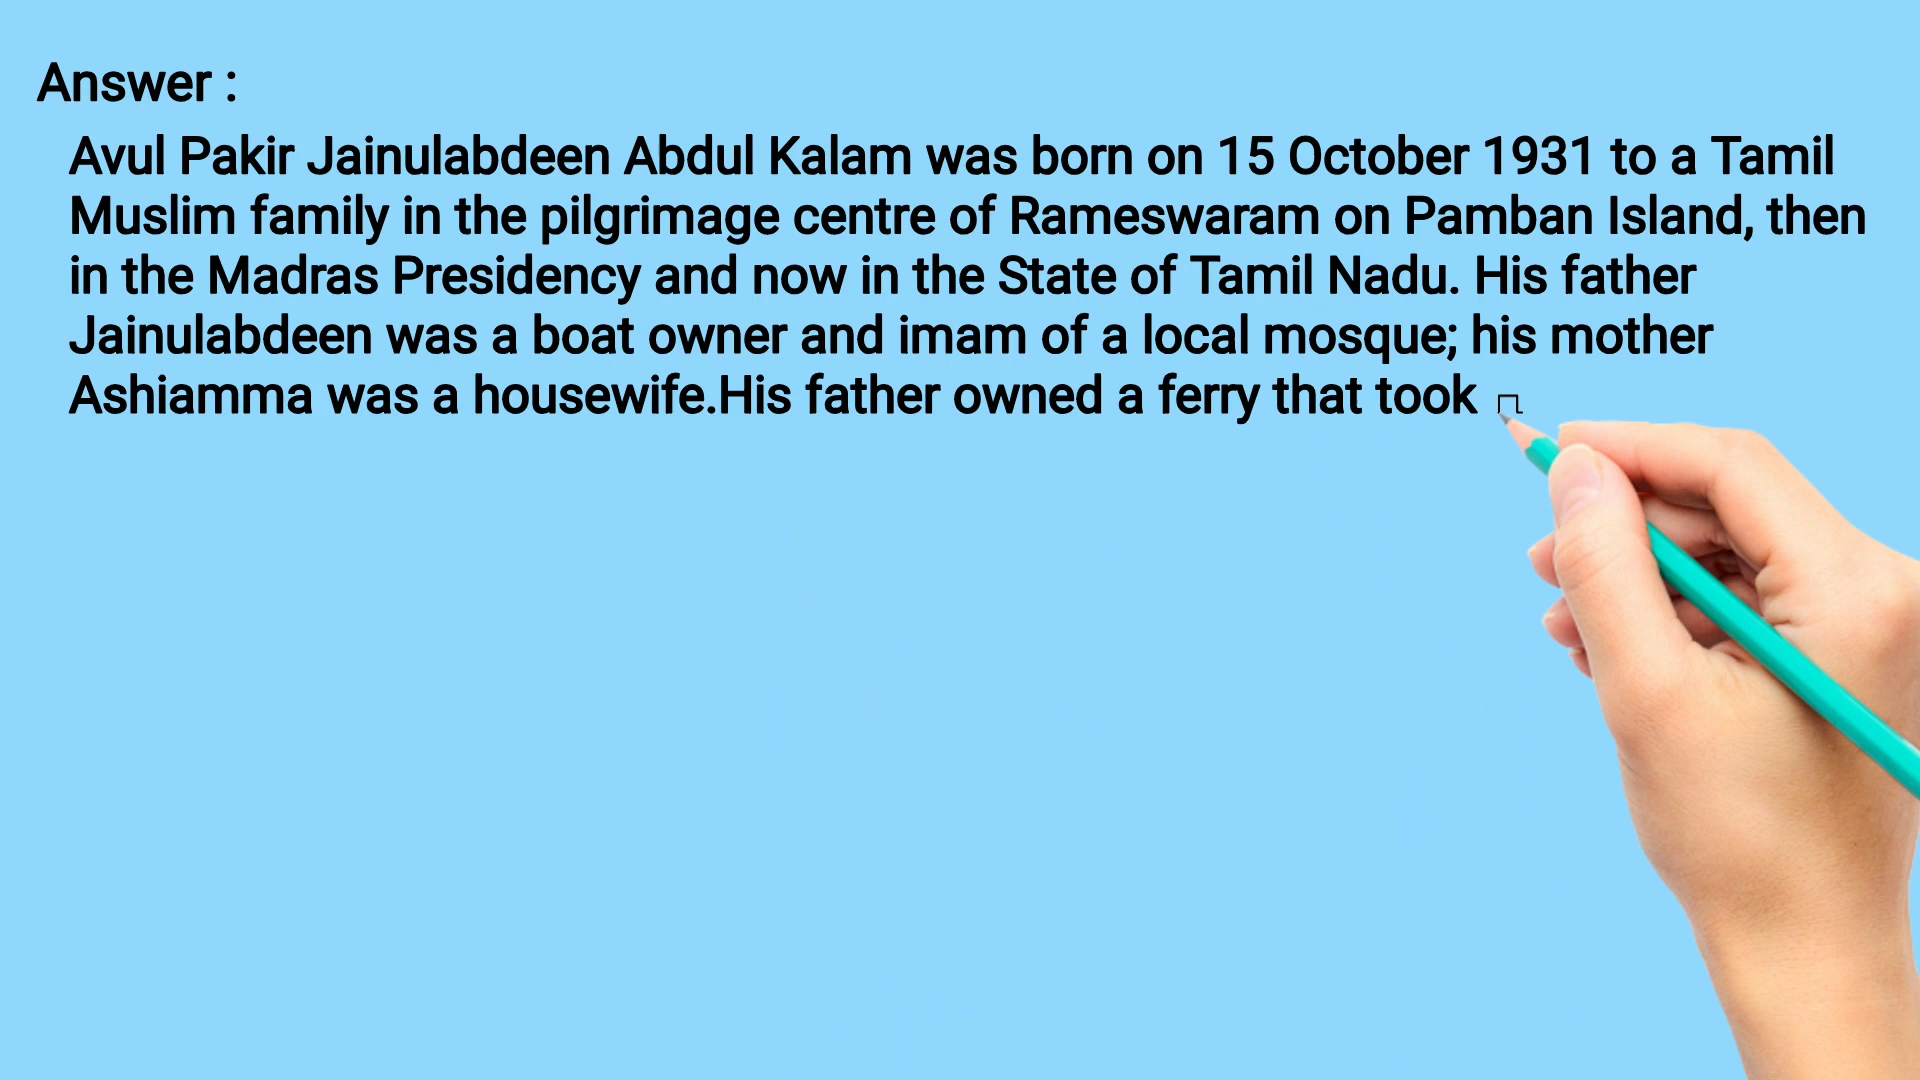 Answer :
Avul Pakir Jainulabdeen Abdul Kalam was born on 15 October 1931 to a Tamil
Muslim family in the pilgrimage centre of Rameswaram on Pamban Island, then
in the Madras Presidency and now in the State of Tamil Nadu. His father
Jainulabdeen was a boat owner and imam of a local mosque; his mother
Ashiamma was a housewife.His father owned a ferry that took